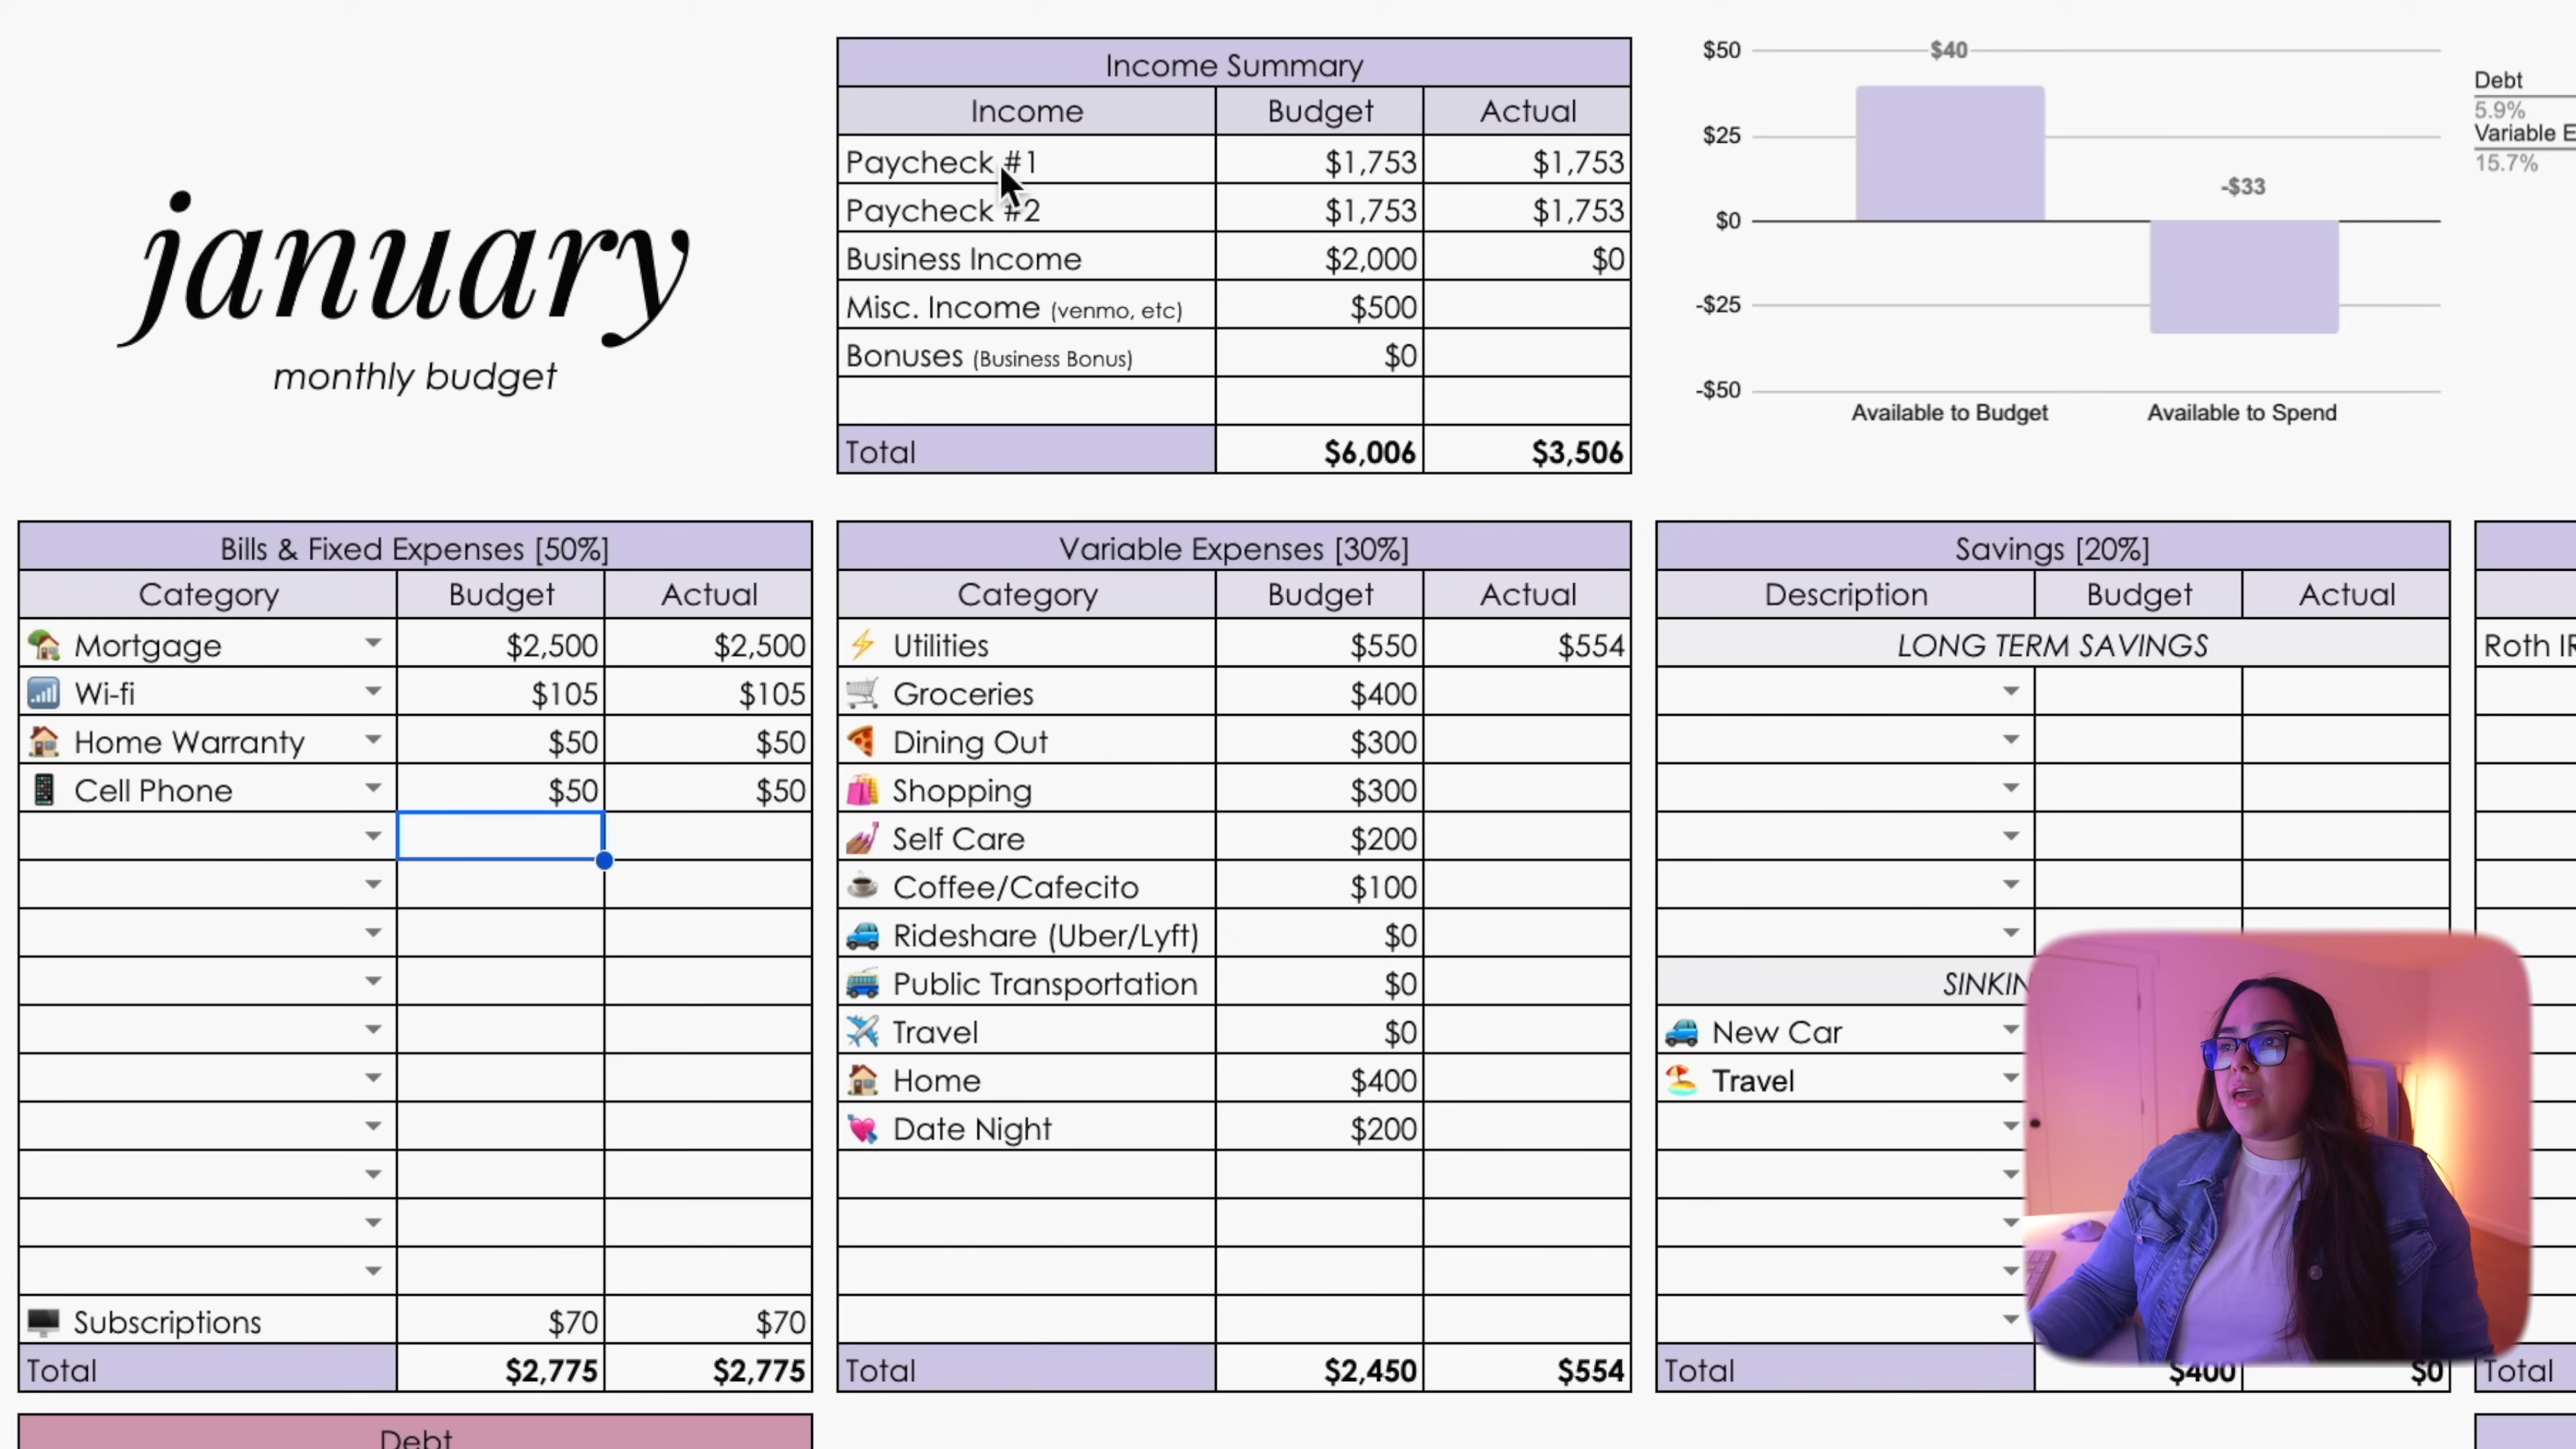 january
monthly budget
Income Summary
Income Budget Actual
Paycheck #1 $1,753 $1,753
Paycheck #2 $1,753 $1,753
Business Income $2,000 $0
Misc. Income (venmo, etc) $500
Bonuses (Business Bonus) $0
Total $6,006 $3,506
$50
$25
$0
-$25
-$50
$40
-$33
Available to Budget Available to Spend
Debt
5.9%
Variable E
15.7%
Bills & Fixed Expenses [50%]
Category Budget Actual
Mortgage $2,500 $2,500
Wi-fi $105 $105
Home Warranty $50 $50
Cell Phone $50 $50
Subscriptions $70 $70
Total $2,775 $2,775
Variable Expenses [30%]
Category Budget Actual
Utilities $550 $554
Groceries $400
Dining Out $300
Shopping $300
Self Care $200
Coffee/Cafecito $100
Rideshare (Uber/Lyft) $0
Public Transportation $0
Travel $0
Home $400
Date Night $200
Total $2,450 $554
Savings [20%]
Description Budget Actual
LONG TERM SAVINGS
SINKIN
New Car
Travel
Total $400 $0
Roth IR
Total
Debt